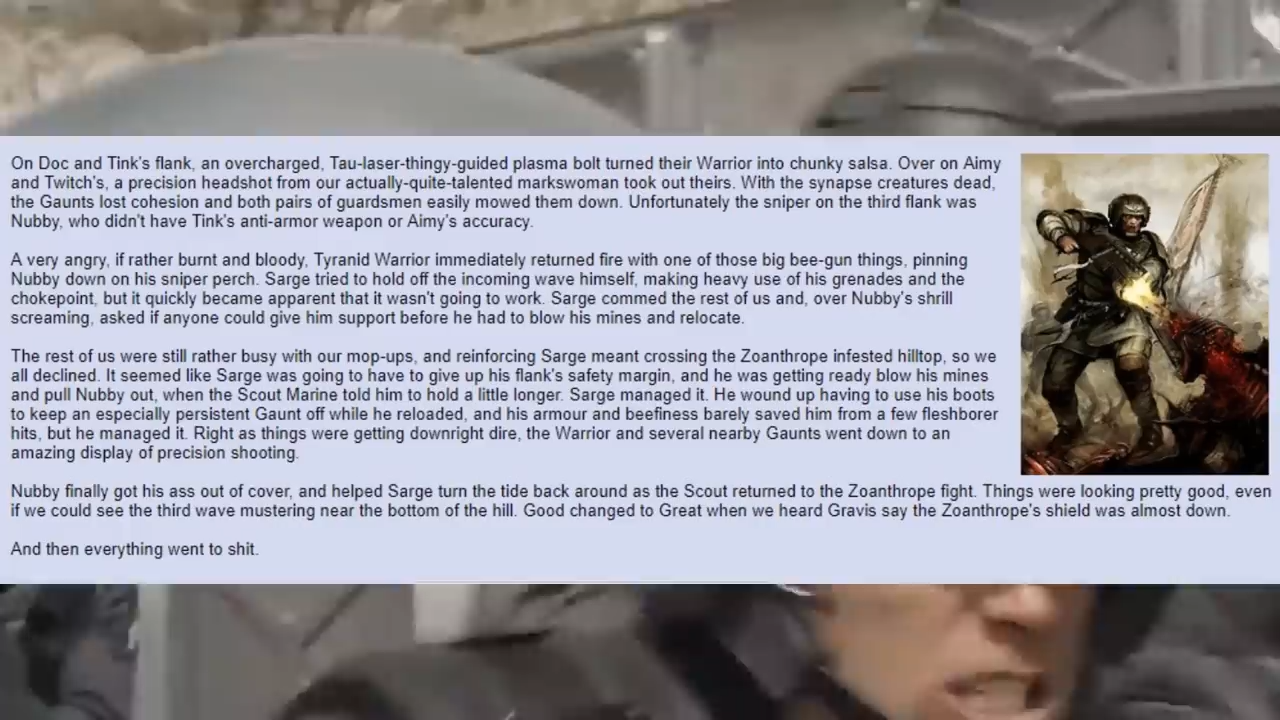 On Doc and Tink's flank, an overcharged, Tau-laser-thingy-guided plasma bolt turned their Warrior into chunky salsa. Over on Aimy
and Twitch's, a precision headshot from our actually-quite-talented markswoman took out theirs. With the synapse creatures dead,
the Gaunts lost cohesion and both pairs of guardsmen easily mowed them down. Unfortunately the sniper on the third flank was
Nubby, who didn't have Tink's anti-armor weapon or Aimy's accuracy.
A very angry, if rather burnt and bloody, Tyranid Warrior immediately returned fire with one of those big bee-gun things, pinning
Nubby down on his sniper perch. Sarge tried to hold off the incoming wave himself, making heavy use of his grenades and the
chokepoint, but it quickly became apparent that it wasn't going to work. Sarge commed the rest of us and, over Nubby's shrill
screaming, asked if anyone could give him support before he had to blow his mines and relocate.
The rest of us were still rather busy with our mop-ups, and reinforcing Sarge meant crossing the Zoanthrope infested hilltop, so we
all declined. It seemed like Sarge was going to have to give up his flank's safety margin, and he was getting ready blow his mines
and pull Nubby out, when the Scout Marine told him to hold a little longer. Sarge managed it. He wound up having to use his boots
to keep an especially persistent Gaunt off while he reloaded, and his armour and beefiness barely saved him from a few fleshborer
hits, but he managed it. Right as things were getting downright dire, the Warrior and several nearby Gaunts went down to an
amazing display of precision shooting.
Nubby finally got his ass out of cover, and helped Sarge turn the tide back around as the Scout returned to the Zoanthrope fight. Things were looking pretty good, even
if we could see the third wave mustering near the bottom of the hill. Good changed to Great when we heard Gravis say the Zoanthrope's shield was almost down.
And then everything went to shit.